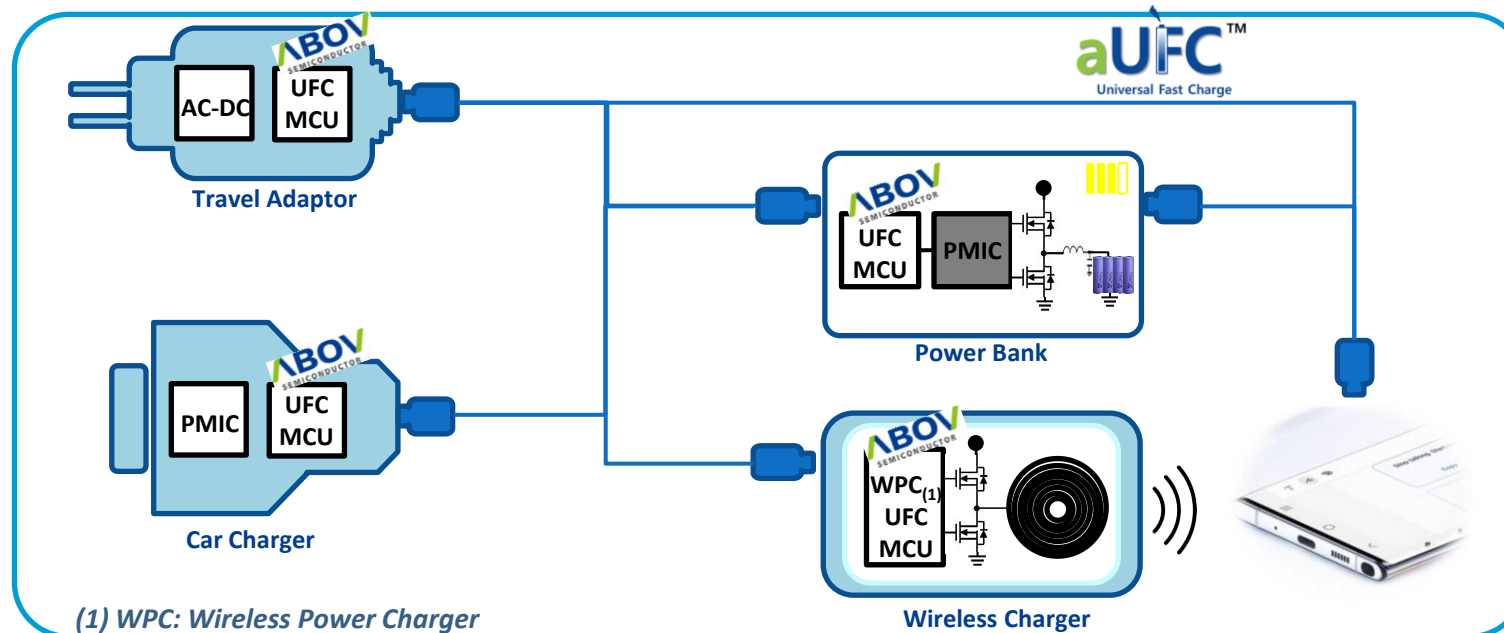 aUFC™
Universal Fast Charge
ABOV
SEMICONDUCTOR
AC-DC
UFC
MCU
Travel Adaptor
ABOV
SEMICONDUCTOR
UFC
MCU
PMIC
Power Bank
ABOV
SEMICONDUCTOR
PMIC
UFC
MCU
Car Charger
ABOV
SEMICONDUCTOR
WPC(1)
UFC
MCU
Wireless Charger
(1) WPC: Wireless Power Charger